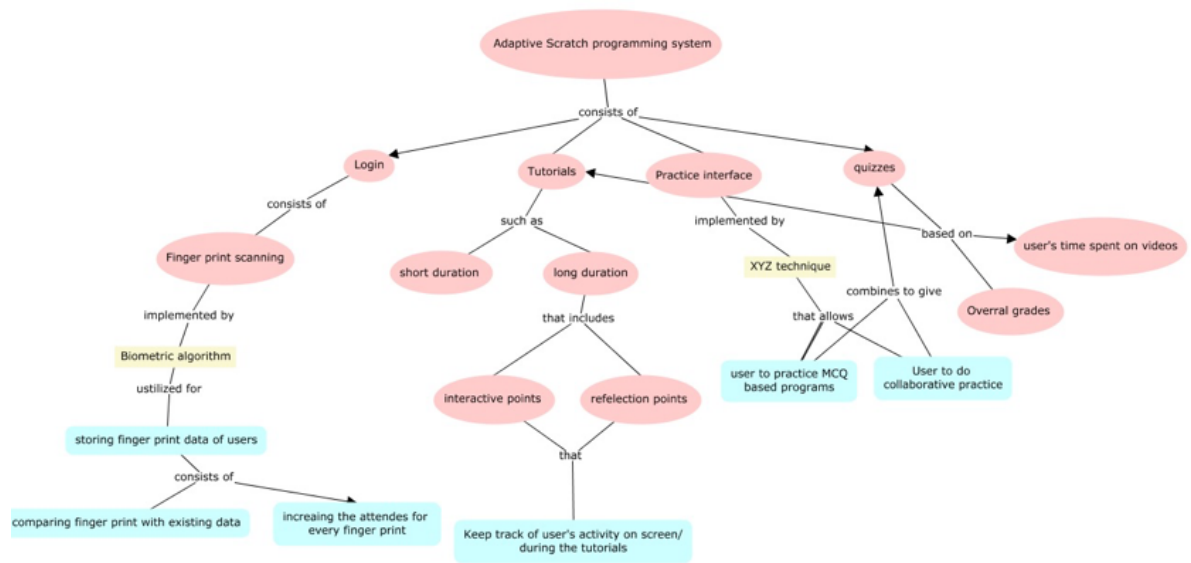 Adaptive Scratch programming system
consists of
Login
Tutorials
Practice interface
quizzes
consists of
such as
implemented by
based on
user's time spent on videos
Finger print scanning
short duration
long duration
XYZ technique
combines to give
Overral grades
implemented by
that includes
that allows
Biometric algorithm
user to practice MCQ
based programs
User to do
collaborative practice
ustilized for
interactive points
refelection points
storing finger print data of users
that
consists of
comparing finger print with existing data
increaing the attendes for
every finger print
Keep track of user's activity on screen/
during the tutorials